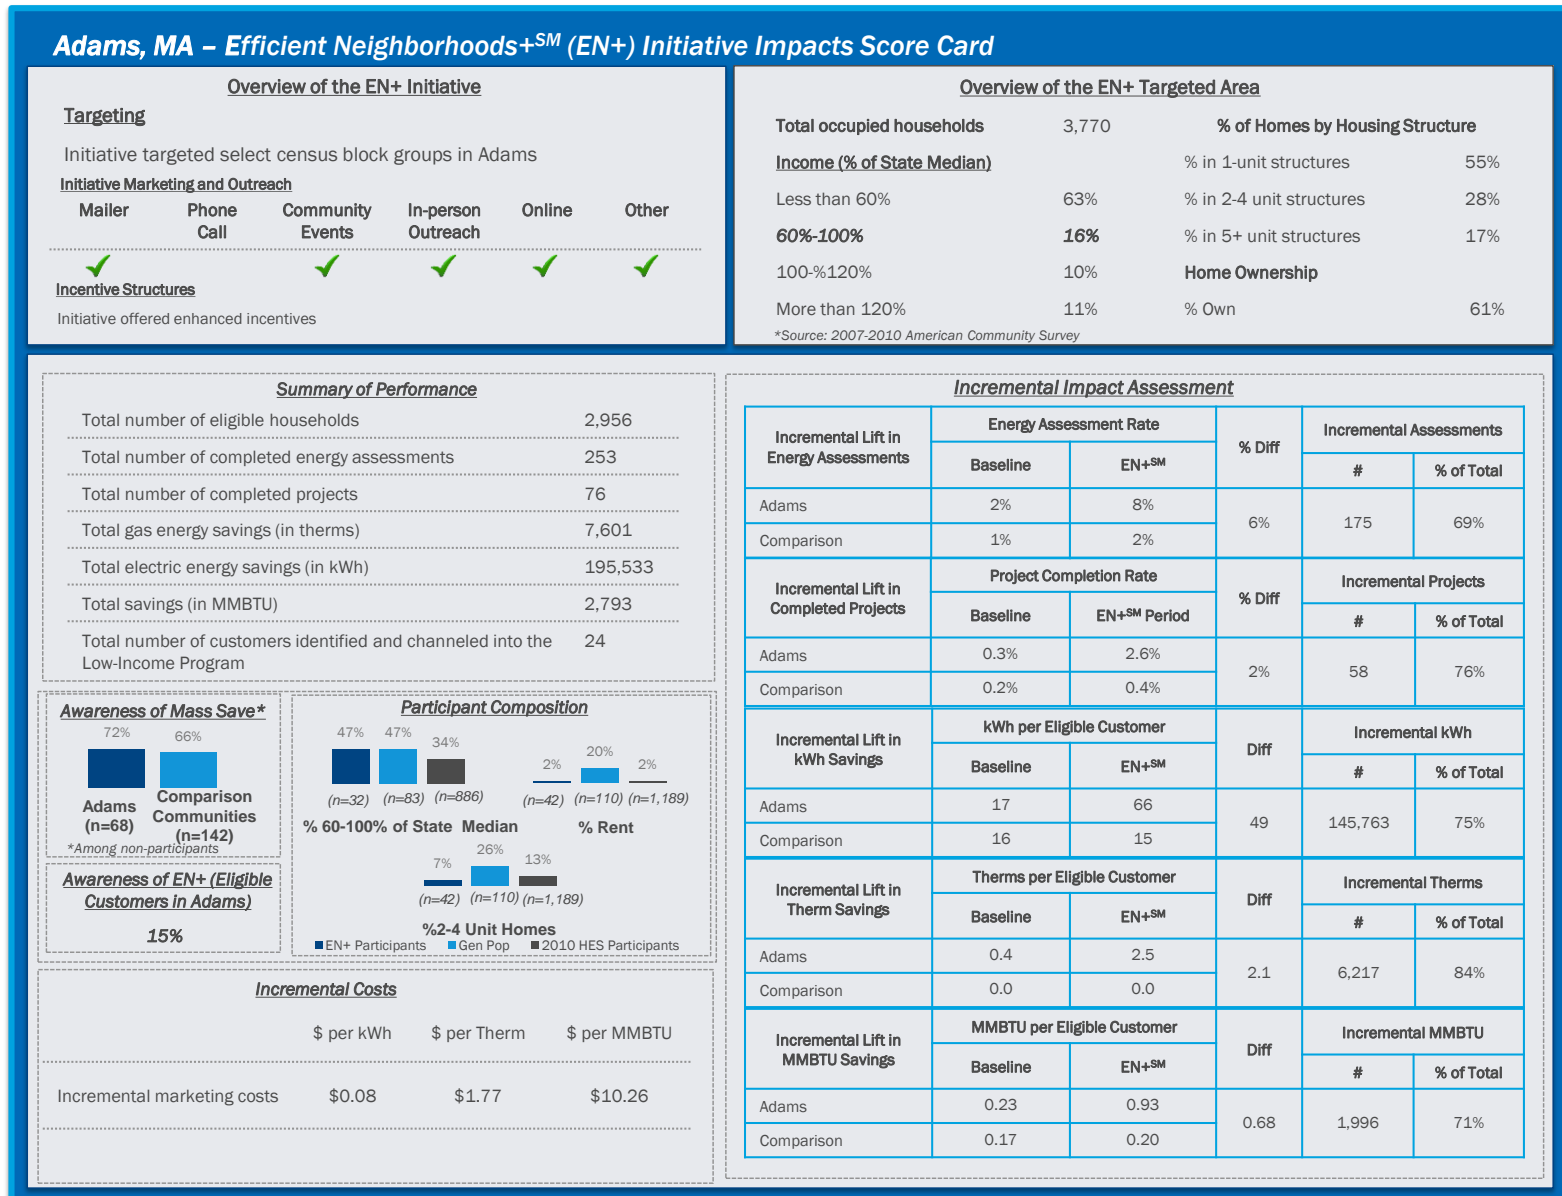 Adams, MA – Efficient Neighborhoods+SM (EN+) Initiative Impacts Score Card
Overview of the EN+ Initiative
Targeting
Initiative targeted select census block groups in Adams
Initiative Marketing and Outreach
Mailer Phone Call Community Events In-person Outreach Online Other
Incentive Structures
Initiative offered enhanced incentives
Overview of the EN+ Targeted Area
Total occupied households 3,770 % of Homes by Housing Structure
Income (% of State Median) % in 1-unit structures 55%
Less than 60% 63% % in 2-4 unit structures 28%
60%-100% 16% % in 5+ unit structures 17%
100-%120% 10% Home Ownership
More than 120% 11% % Own 61%
*Source: 2007-2010 American Community Survey
Summary of Performance
Total number of eligible households 2,956
Total number of completed energy assessments 253
Total number of completed projects 76
Total gas energy savings (in therms) 7,601
Total electric energy savings (in kWh) 195,533
Total savings (in MMBTU) 2,793
Total number of customers identified and channeled into the 24
Low-Income Program
Awareness of Mass Save*
72% 66%
Adams (n=68)
Comparison Communities (n=142)
*Among non-participants
Awareness of EN+ (Eligible
Customers in Adams)
15%
Participant Composition
47% 47% 34%
(n=32) (n=83) (n=886)
% 60-100% of State Median
2% 20% 2%
(n=42) (n=110) (n=1,189)
% Rent
7% 26% 13%
(n=42) (n=110) (n=1,189)
%2-4 Unit Homes
EN+ Participants Gen Pop 2010 HES Participants
Incremental Costs
$ per kWh $ per Therm $ per MMBTU
Incremental marketing costs $0.08 $1.77 $10.26
Incremental Impact Assessment
Incremental Lift in Energy Assessments Energy Assessment Rate % Diff Incremental Assessments
Baseline EN+SM # % of Total
Adams 2% 8% 6% 175 69%
Comparison 1% 2%
Incremental Lift in Completed Projects Project Completion Rate % Diff Incremental Projects
Baseline EN+SM Period # % of Total
Adams 0.3% 2.6% 2% 58 76%
Comparison 0.2% 0.4%
Incremental Lift in kWh Savings kWh per Eligible Customer Diff Incremental kWh
Baseline EN+SM # % of Total
Adams 17 66 49 145,763 75%
Comparison 16 15
Incremental Lift in Therm Savings Therms per Eligible Customer Diff Incremental Therms
Baseline EN+SM # % of Total
Adams 0.4 2.5 2.1 6,217 84%
Comparison 0.0 0.0
Incremental Lift in MMBTU Savings MMBTU per Eligible Customer Diff Incremental MMBTU
Baseline EN+SM # % of Total
Adams 0.23 0.93 0.68 1,996 71%
Comparison 0.17 0.20